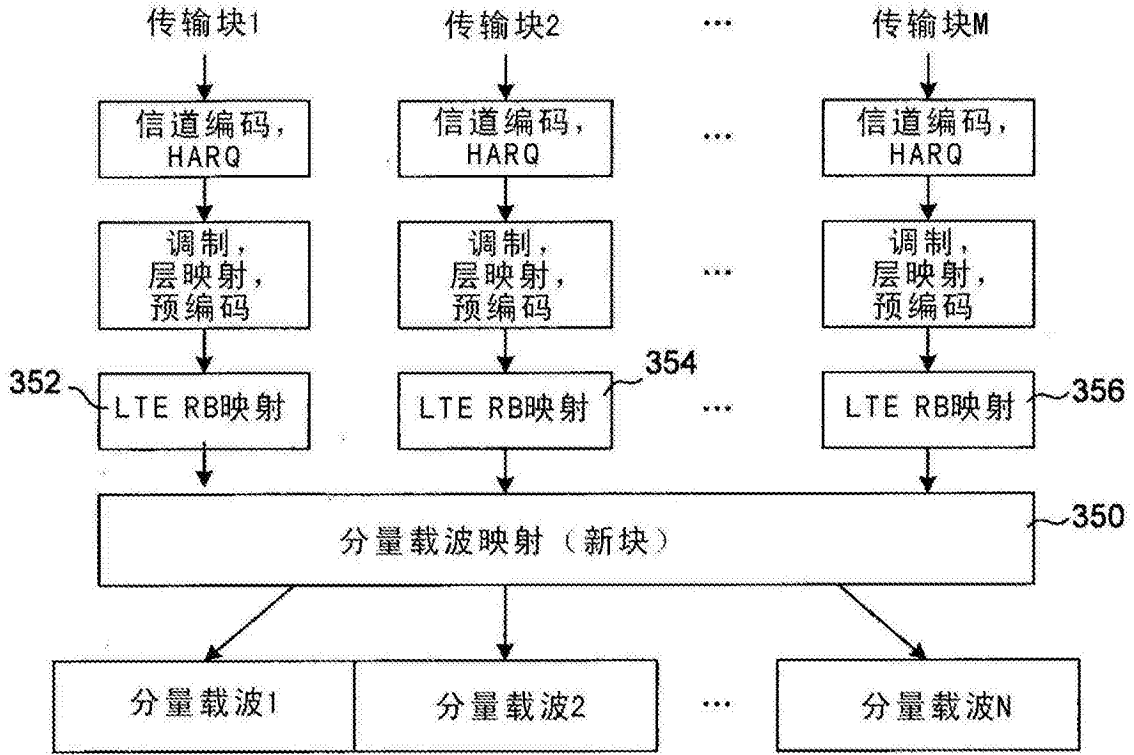 传输块1
传输块2
...
传输块M
信道编码，
HARQ
信道编码，
HARQ
...
信道编码，
HARQ
调制，
层映射，
预编码
调制，
层映射，
预编码
...
调制，
层映射，
预编码
352
LTE RB映射
354
LTE RB映射
...
356
LTE RB映射
350
分量载波映射（新块）
分量载波1
分量载波2
...
分量载波N